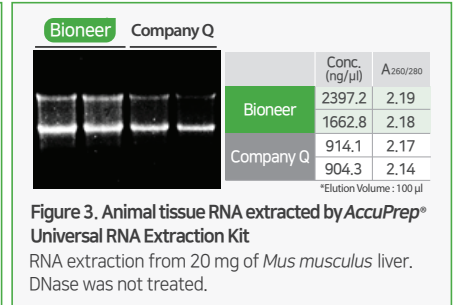 Bioneer Company Q
Conc. (ng/μl) A260/280
Bioneer 2397.2 2.19
1662.8 2.18
Company Q 914.1 2.17
904.3 2.14
*Elution Volume : 100 μl
Figure 3. Animal tissue RNA extracted by AccuPrep®
Universal RNA Extraction Kit
RNA extraction from 20 mg of Mus musculus liver.
DNase was not treated.